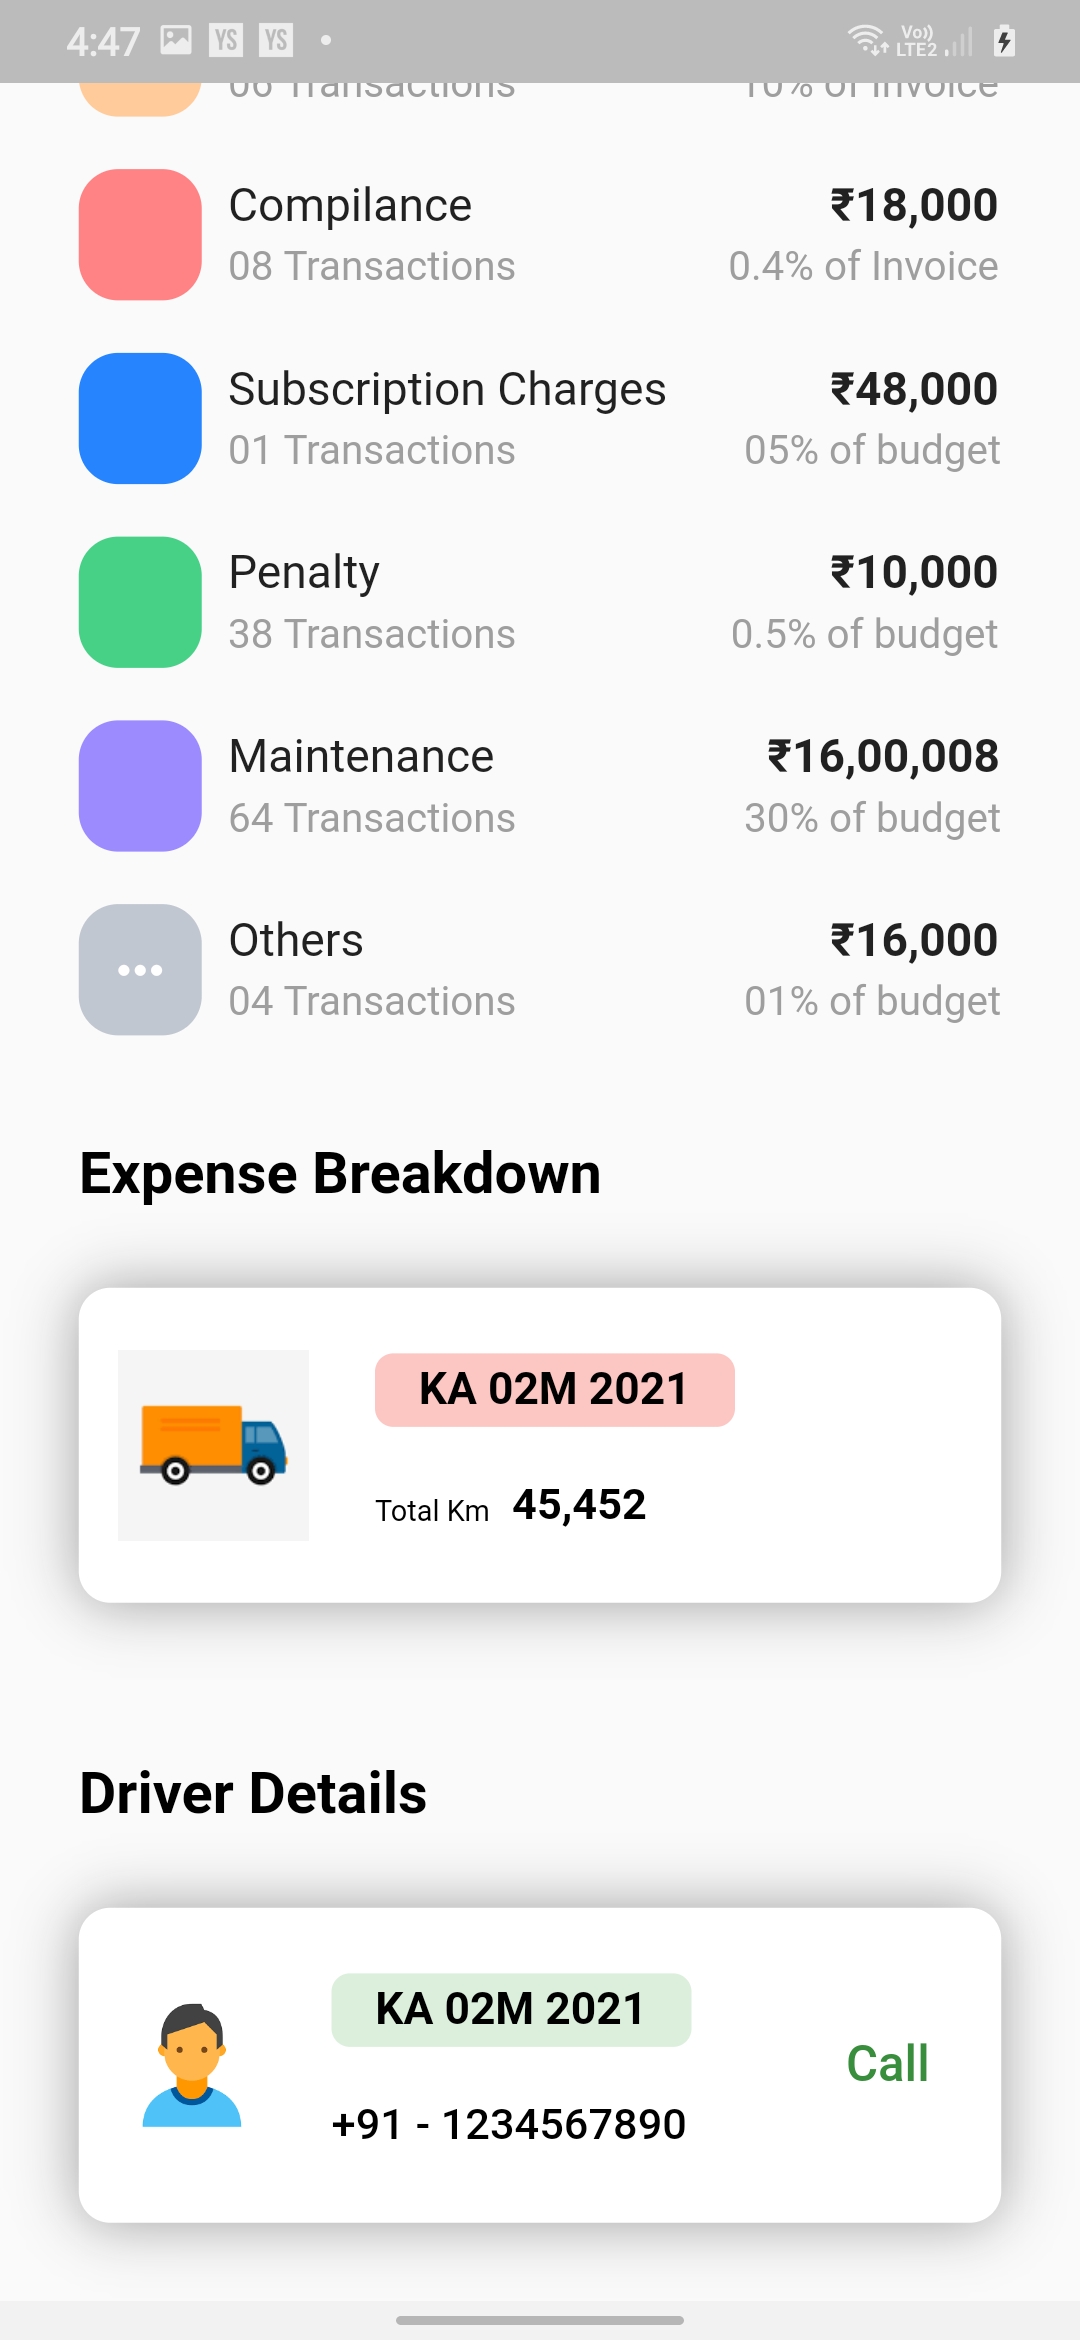 4:47 YS YS Vo)) LTE2
06 Transactions 10% of Invoice
Compilance ₹18,000
08 Transactions 0.4% of Invoice
Subscription Charges ₹48,000
01 Transactions 05% of budget
Penalty ₹10,000
38 Transactions 0.5% of budget
Maintenance ₹16,00,008
64 Transactions 30% of budget
Others ₹16,000
04 Transactions 01% of budget
Expense Breakdown
KA 02M 2021
Total Km 45,452
Driver Details
KA 02M 2021
Call
+91 - 1234567890